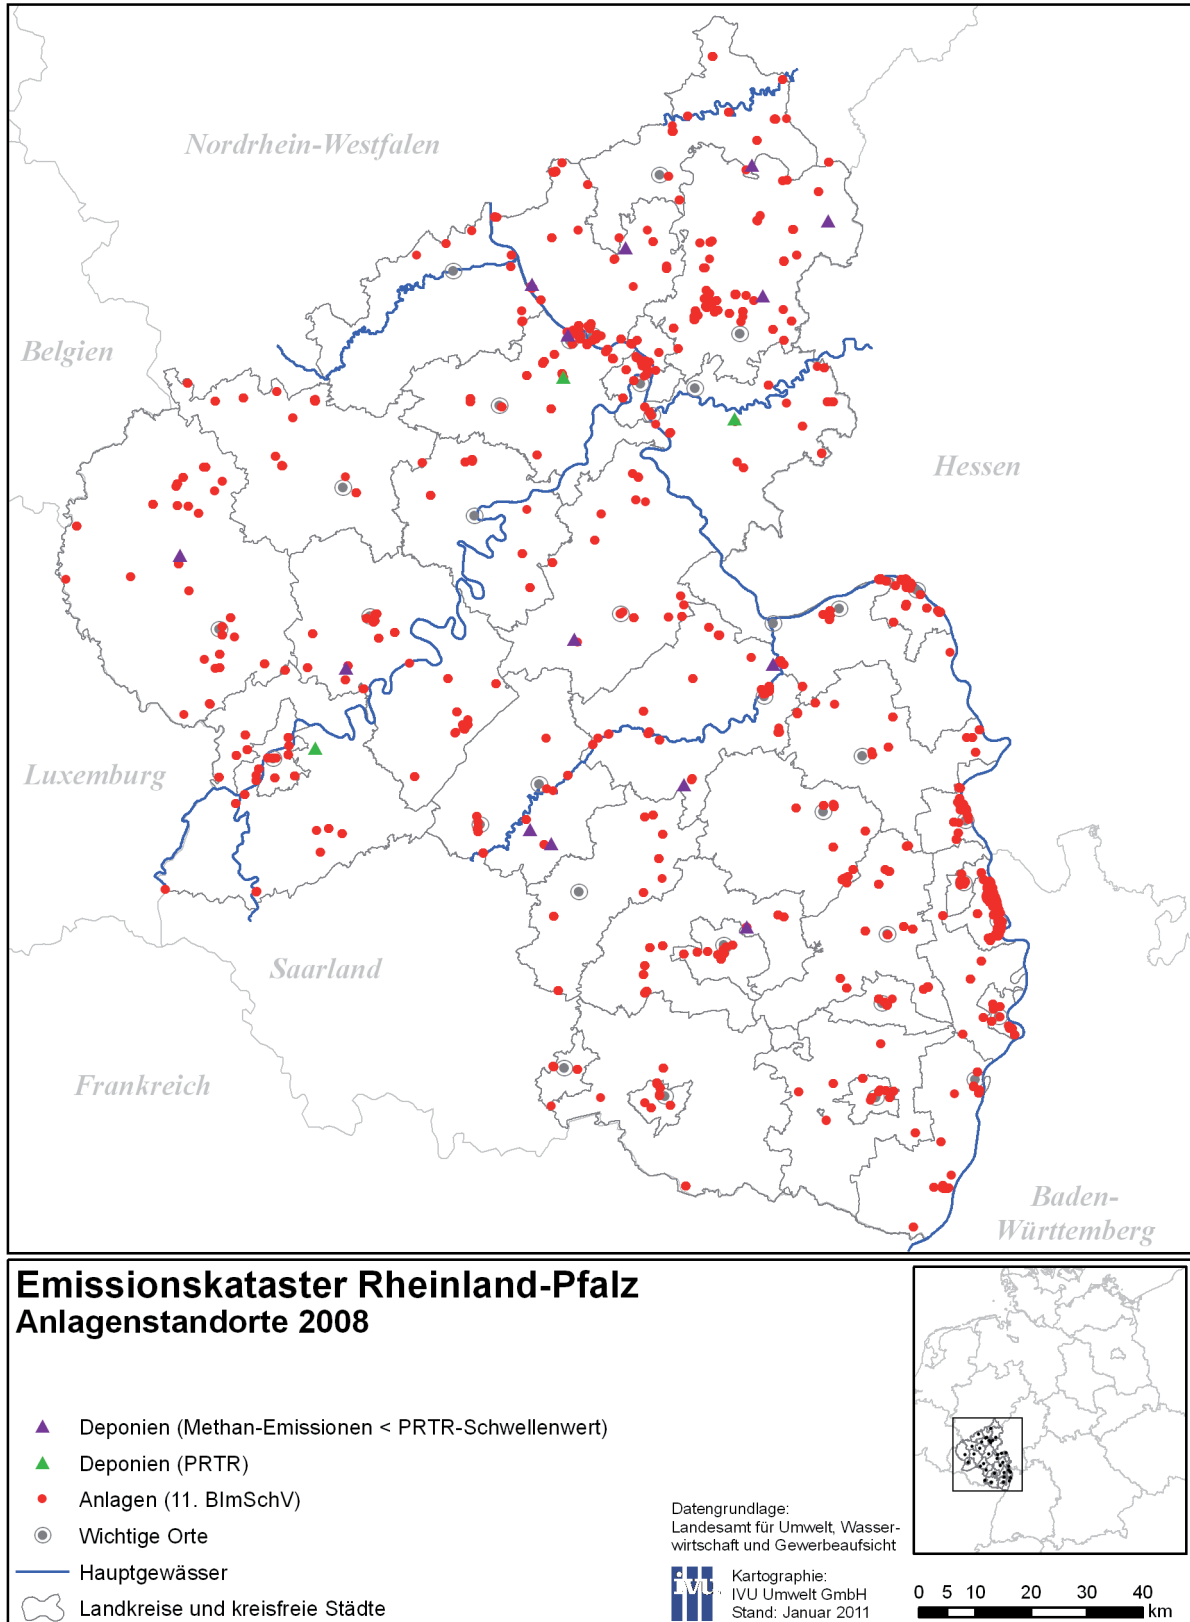 Nordrhein-Westfalen
Belgien
Hessen
Luxemburg
Saarland
Frankreich
Baden-
Württemberg
Emissionskataster Rheinland-Pfalz
Anlagenstandorte 2008
Deponien (Methan-Emissionen < PRTR-Schwellenwert)
Deponien (PRTR)
Anlagen (11. BImSchV)
Wichtige Orte
Hauptgewässer
Landkreise und kreisfreie Städte
Datengrundlage:
Landesamt für Umwelt, Wasser-
wirtschaft und Gewerbeaufsicht
ivu
Kartographie:
IVU Umwelt GmbH
Stand: Januar 2011
0 5 10 20 30 40
km